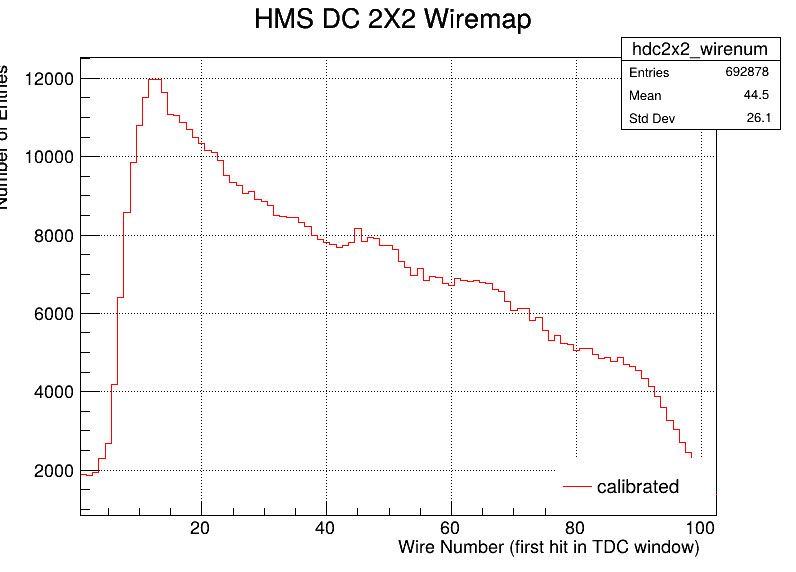 HMS DC 2X2 Wiremap
hdc2x2_wirenum
Entries 692878
Mean 44.5
Std Dev 26.1
Number of Entries
12000
10000
8000
6000
4000
2000
calibrated
20 40 60 80 100
Wire Number (first hit in TDC window)